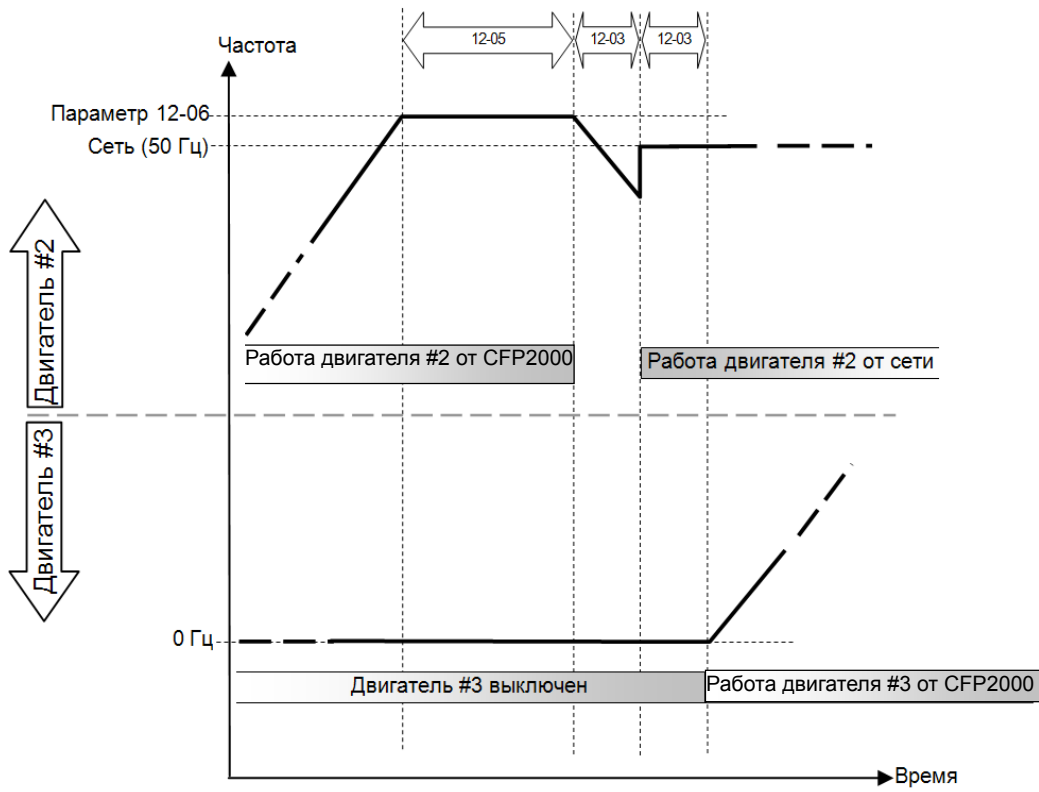 12-05
12-03
12-03
Частота
Параметр 12-06
Сеть (50 Гц)
Двигатель #2
Работа двигателя #2 от CFP2000
Работа двигателя #2 от сети
Двигатель #3
0 Гц
Двигатель #3 выключен
Работа двигателя #3 от CFP2000
Время